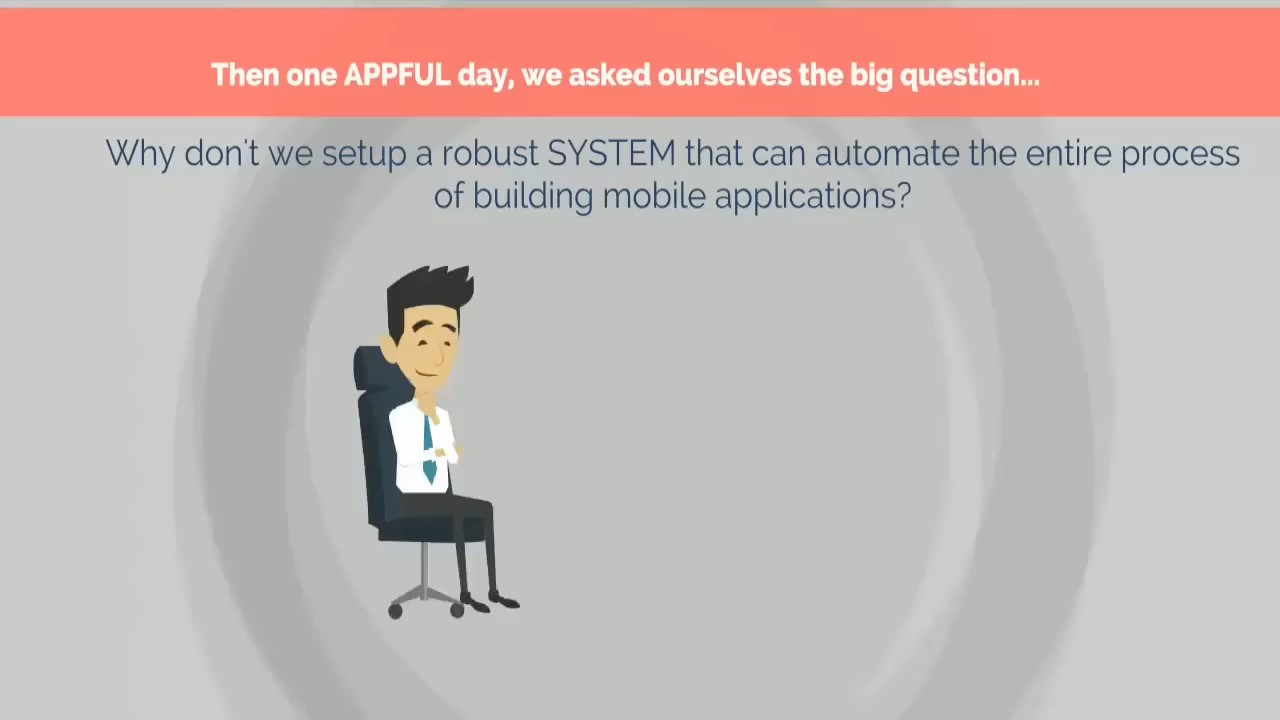 Then one APPFUL day, we asked ourselves the big question...
Why don't we setup a robust SYSTEM that can automate the entire process
of building mobile applications?